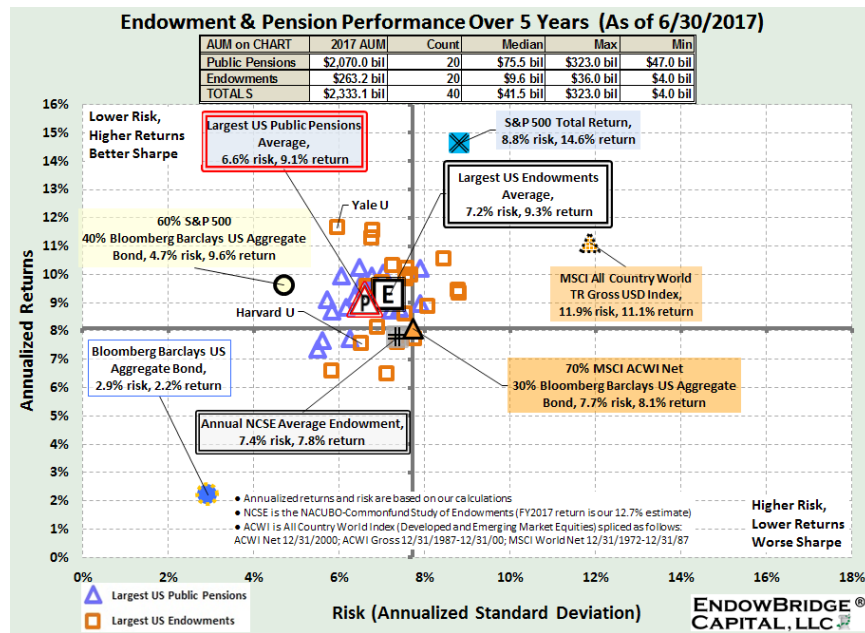 Endowment & Pension Performance Over 5 Years (As of 6/30/2017)
AUM on CHART 2017 AUM Count Median Max Min
Public Pensions $2,070.0 bil 20 $75.5 bil $323.0 bil $47.0 bil
Endowments $263.2 bil 20 $9.6 bil $36.0 bil $4.0 bil
TOTALS $2,333.1 bil 40 $41.5 bil $323.0 bil $4.0 bil
16%
15%
14%
13%
12%
11%
10%
9%
8%
7%
6%
5%
4%
3%
2%
1%
0%
Annualized Returns
Lower Risk,
Higher Returns
Better Sharpe
Largest US Public Pensions
Average,
6.6% risk, 9.1% return
S&P 500 Total Return,
8.8% risk, 14.6% return
Largest US Endowments
Average,
7.2% risk, 9.3% return
Yale U
60% S&P 500
40% Bloomberg Barclays US Aggregate
Bond, 4.7% risk, 9.6% return
P
E
MSCI All Country World
TR Gross USD Index,
11.9% risk, 11.1% return
Harvard U
Bloomberg Barclays US
Aggregate Bond,
2.9% risk, 2.2% return
70% MSCI ACWI Net
30% Bloomberg Barclays US Aggregate
Bond, 7.7% risk, 8.1% return
Annual NCSE Average Endowment,
7.4% risk, 7.8% return
● Annualized returns and risk are based on our calculations
● NCSE is the NACUBO-Commonfund Study of Endowments (FY2017 return is our 12.7% estimate)
● ACWI is All Country World Index (Developed and Emerging Market Equities) spliced as follows:
ACWI Net 12/31/2000; ACWI Gross 12/31/1987-12/31/00; MSCI World Net 12/31/1972-12/31/87
Higher Risk,
Lower Returns
Worse Sharpe
0% 2% 4% 6% 8% 10% 12% 14% 16% 18%
Largest US Public Pensions
Largest US Endowments
Risk (Annualized Standard Deviation)
ENDOWBRIDGE ®
CAPITAL, LLC